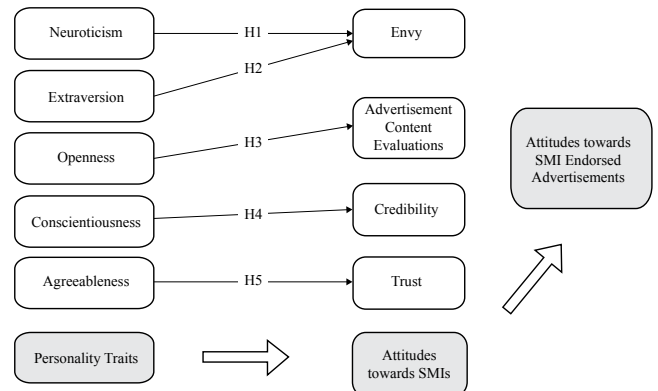 Neuroticism
H1
Envy
H2
Extraversion
Advertisement
Content
Evaluations
H3
Openness
Attitudes towards
SMI Endorsed
Advertisements
Conscientiousness
H4
Credibility
Agreeableness
H5
Trust
Personality Traits
Attitudes
towards SMIs